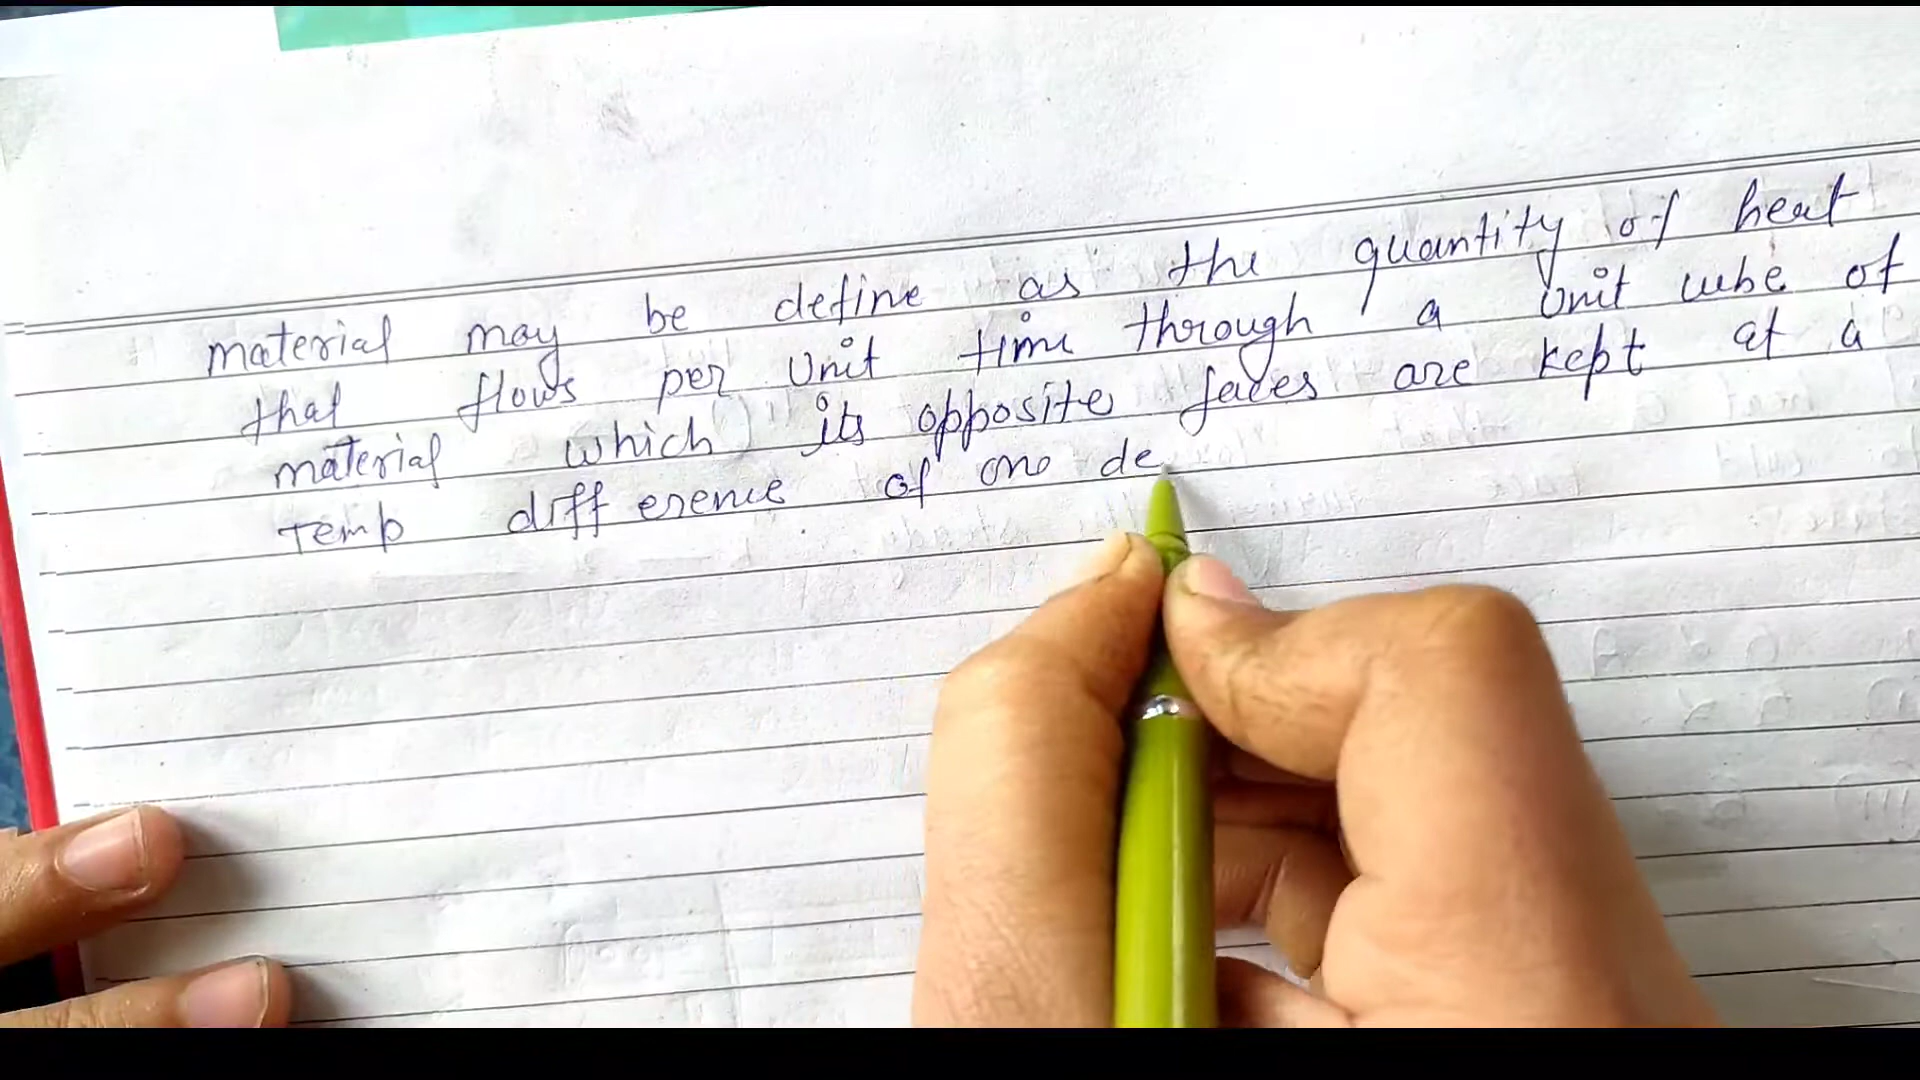 material may be define as the quantity of heat
that flows per unit time through a unit cube of
material which its opposite faces are kept at a
temp difference of one de